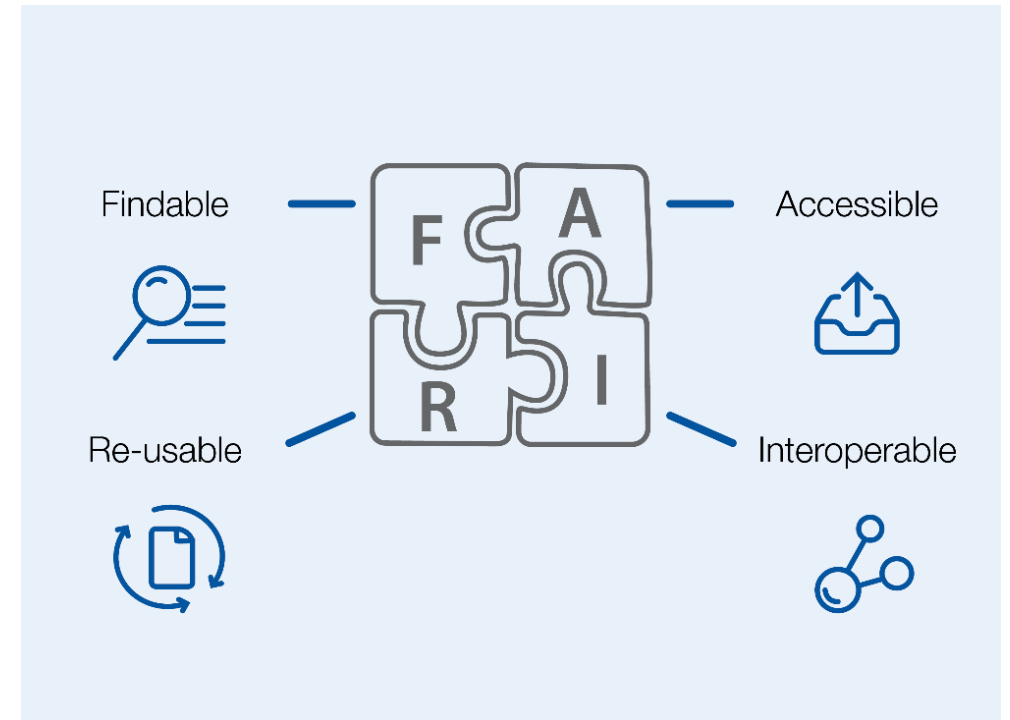 Findable
F
A
Accessible
Re-usable
R
I
Interoperable